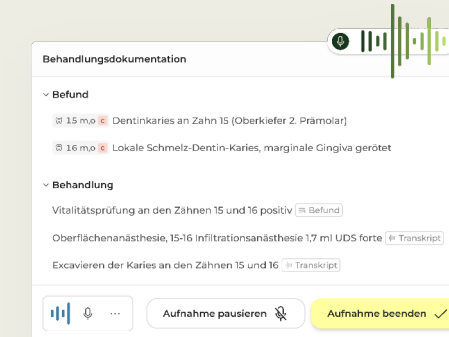 Behandlungsdokumentation
Befund
15 m,o c Dentinkaries an Zahn 15 (Oberkiefer 2. Prämolar)
16 m,o c Lokale Schmelz-Dentin-Karies, marginale Gingiva gerötet
Behandlung
Vitalitätsprüfung an den Zähnen 15 und 16 positiv Befund
Oberflächenanästhesie, 15-16 Infiltrationsanästhesie 1,7 ml UDS forte Transkript
Excavieren der Karies an den Zähnen 15 und 16 Transkript
Aufnahme pausieren Aufnahme beenden